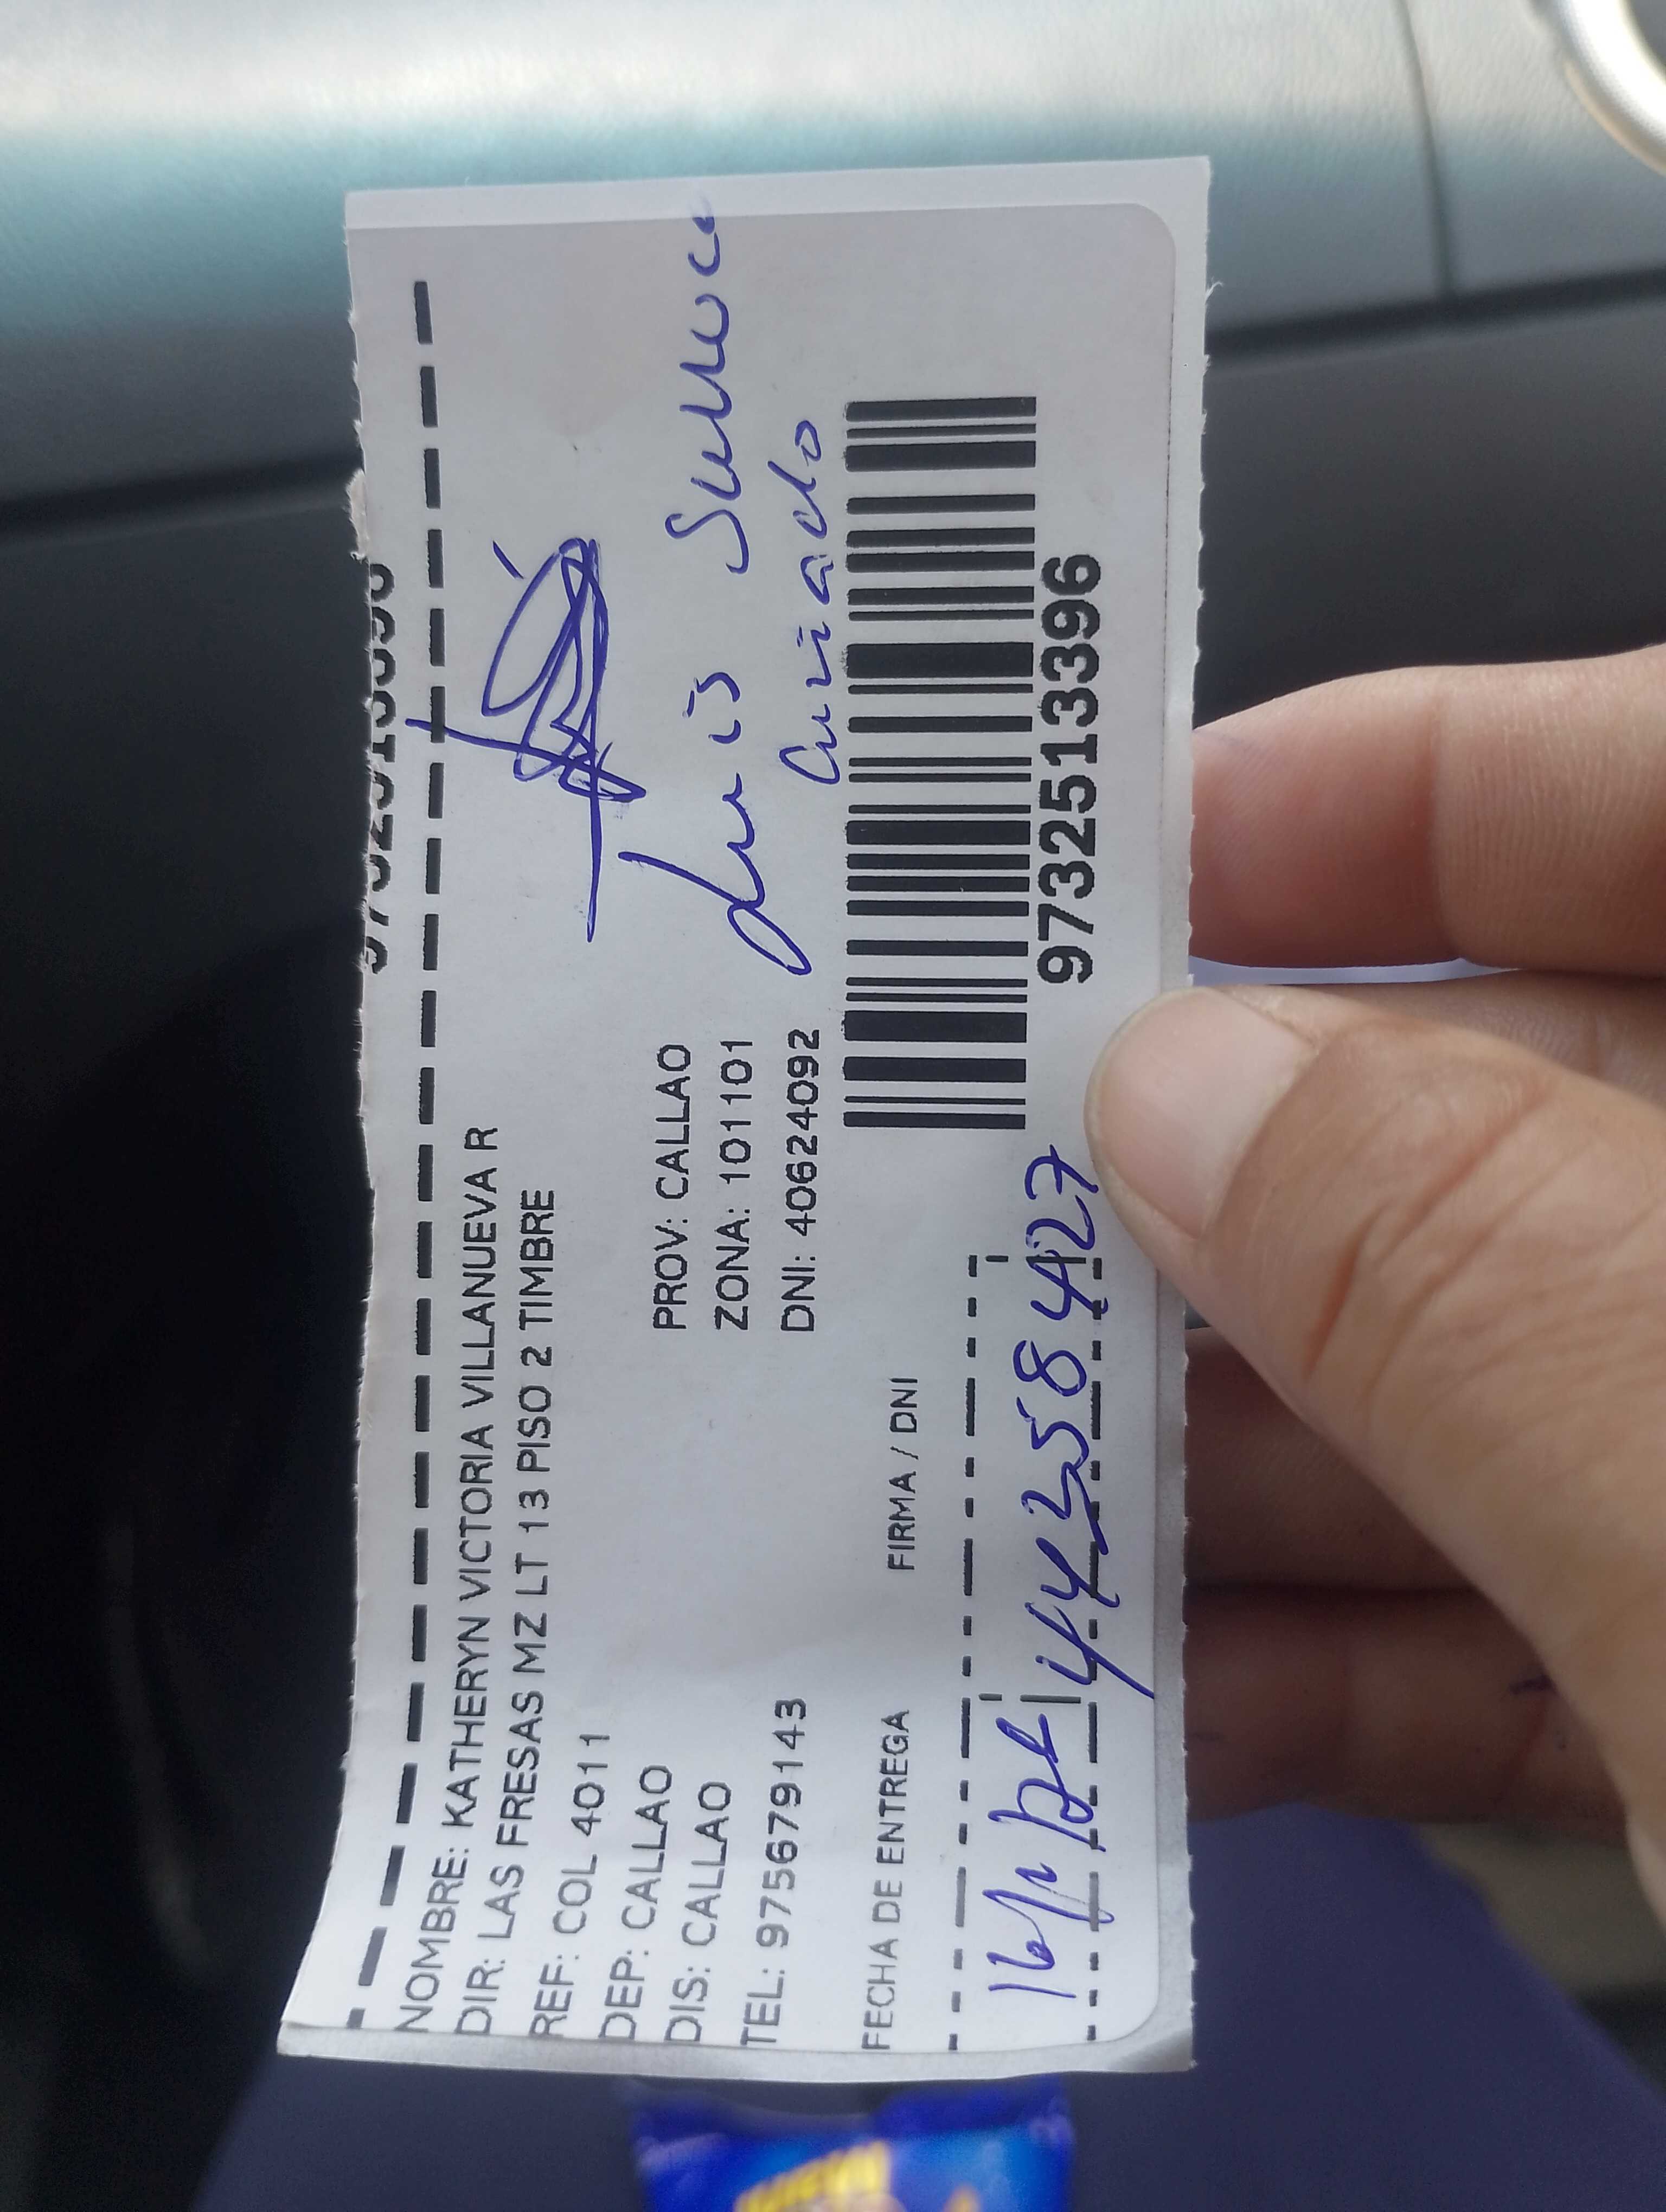 NOMBRE: KATHERYN VICTORIA VILLANUEVA R
DIR: LAS FRESAS MZ LT 13 PISO 2 TIMBRE
REF: COL 4011
DEP: CALLAO
PROV: CALLAO
DIS: CALLAO
ZONA: 101101
TEL: 975679143
DNI: 40624092
Luis
Cuñado
FECHA DE ENTREGA
FIRMA / DNI
44258427
9732513396